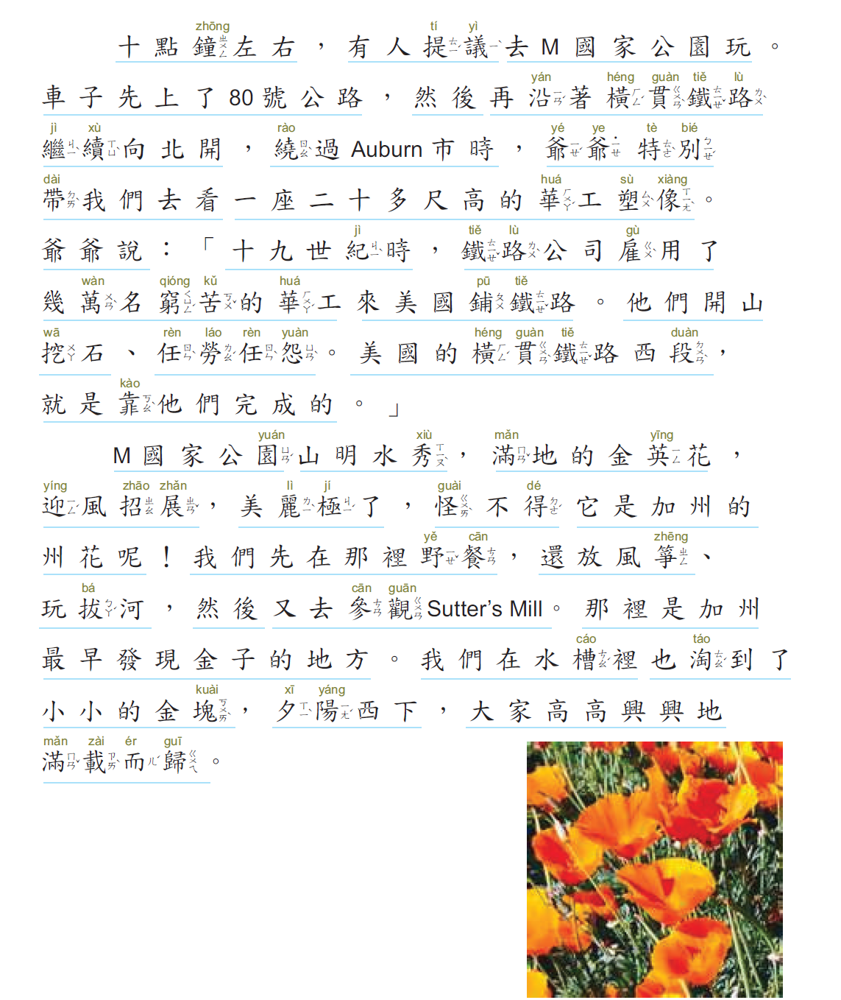 十點鐘左右，有人提議去M國家公園玩。
車子先上了80號公路，然後再沿著橫貫鐵路
繼續向北開，繞過Auburn市時，爺爺特別
帶我們去看一座二十多尺高的華工塑像。
爺爺說：「十九世紀時，鐵路公司雇用了
幾萬名窮苦的華工來美國鋪鐵路。他們開山
挖石、任勞任怨。美國的橫貫鐵路西段，
就是靠他們完成的。」
M國家公園山明水秀，滿地的金英花，
迎風招展，美麗極了，怪不得它是加州的
州花呢！我們先在那裡野餐，還放風箏、
玩拔河，然後又去參觀Sutter's Mill。那裡是加州
最早發現金子的地方。我們在水槽裡也淘到了
小小的金塊，夕陽西下，大家高高興興地
滿載而歸。